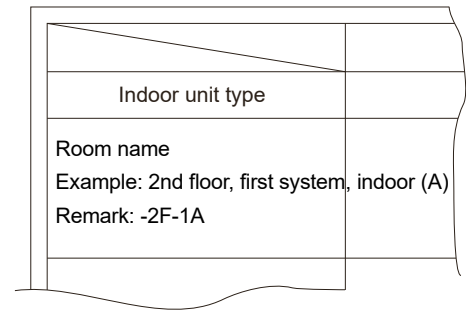 Indoor unit type
Room name
Example: 2nd floor, first system, indoor (A)
Remark: -2F-1A